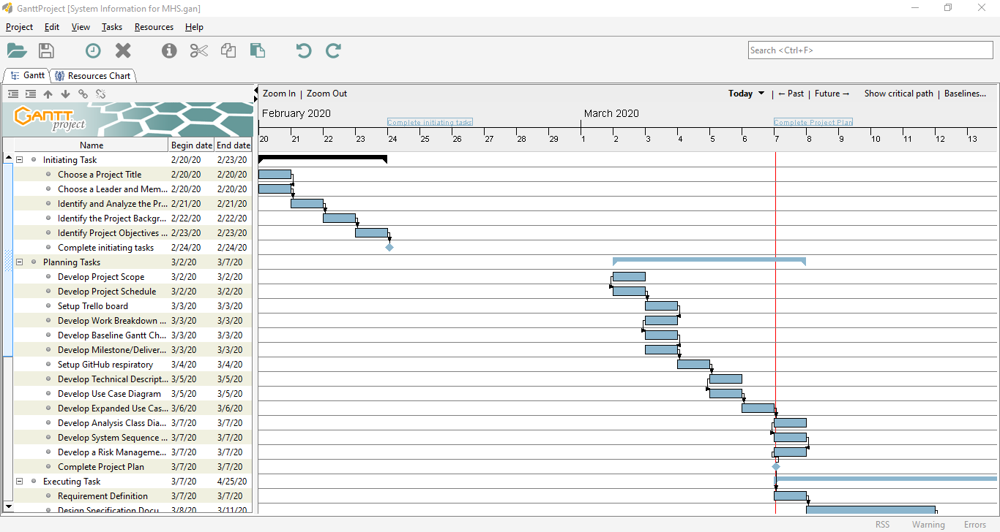 GanttProject [System Information for MHS.gan]
Project Edit View Tasks Resources Help
Search <Ctrl+F>
Gantt Resources Chart
Zoom In | Zoom Out Today | ←Past | Future→ Show critical path | Baselines...
GANTT project
February 2020 March 2020
Complete initiating tasks Complete Project Plan
20 21 22 23 24 25 26 27 28 29 1 2 3 4 5 6 7 8 9 10 11 12 13
Name Begin date End date
Initiating Task 2/20/20 2/23/20
Choose a Project Title 2/20/20 2/20/20
Choose a Leader and Mem... 2/20/20 2/20/20
Identify and Analyze the Pr... 2/21/20 2/21/20
Identify the Project Backgr... 2/22/20 2/22/20
Identify Project Objectives ... 2/23/20 2/23/20
Complete initiating tasks 2/24/20 2/24/20
Planning Tasks 3/2/20 3/7/20
Develop Project Scope 3/2/20 3/2/20
Develop Project Schedule 3/2/20 3/2/20
Setup Trello board 3/3/20 3/3/20
Develop Work Breakdown ... 3/3/20 3/3/20
Develop Baseline Gantt Ch... 3/3/20 3/3/20
Develop Milestone/Deliver... 3/3/20 3/3/20
Setup GitHub respiratory 3/4/20 3/4/20
Develop Technical Descript... 3/5/20 3/5/20
Develop Use Case Diagram 3/5/20 3/5/20
Develop Expanded Use Cas... 3/6/20 3/6/20
Develop Analysis Class Dia... 3/7/20 3/7/20
Develop System Sequence ... 3/7/20 3/7/20
Develop a Risk Manageme... 3/7/20 3/7/20
Complete Project Plan 3/7/20 3/7/20
Executing Task 3/7/20 4/25/20
Requirement Definition 3/7/20 3/7/20
Design Specification Docu... 3/8/20 3/11/20
RSS Warning Errors